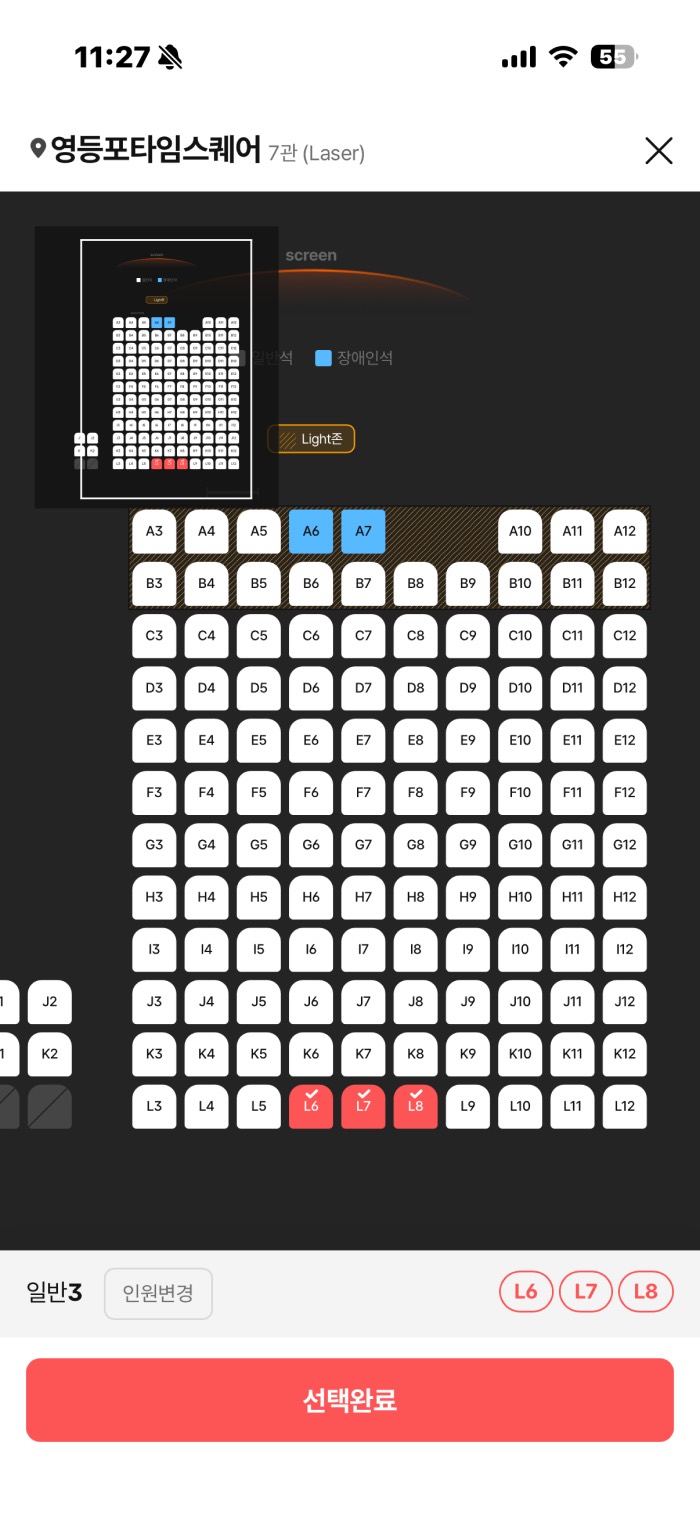 11:27
55
영등포타임스퀘어 7관 (Laser)
screen
일반석 장애인석
Light존
A3 A4 A5 A6 A7 A10 A11 A12
B3 B4 B5 B6 B7 B8 B9 B10 B11 B12
C3 C4 C5 C6 C7 C8 C9 C10 C11 C12
D3 D4 D5 D6 D7 D8 D9 D10 D11 D12
E3 E4 E5 E6 E7 E8 E9 E10 E11 E12
F3 F4 F5 F6 F7 F8 F9 F10 F11 F12
G3 G4 G5 G6 G7 G8 G9 G10 G11 G12
H3 H4 H5 H6 H7 H8 H9 H10 H11 H12
I3 I4 I5 I6 I7 I8 I9 I10 I11 I12
J2 J3 J4 J5 J6 J7 J8 J9 J10 J11 J12
K2 K3 K4 K5 K6 K7 K8 K9 K10 K11 K12
L3 L4 L5 L6 L7 L8 L9 L10 L11 L12
일반3 인원변경 L6 L7 L8
선택완료